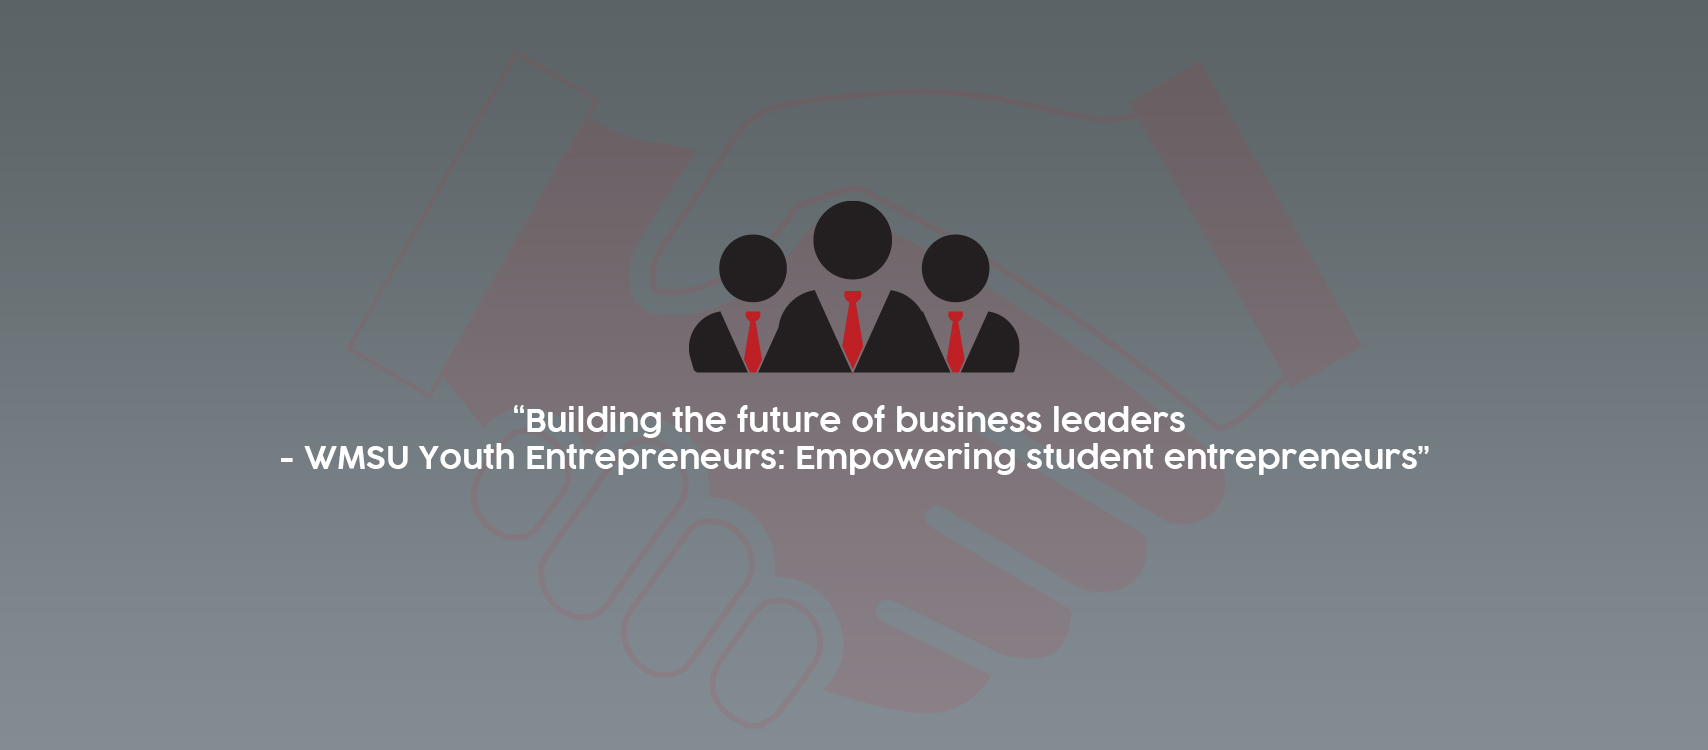 “Building the future of business leaders
- WMSU Youth Entrepreneurs: Empowering student entrepreneurs”